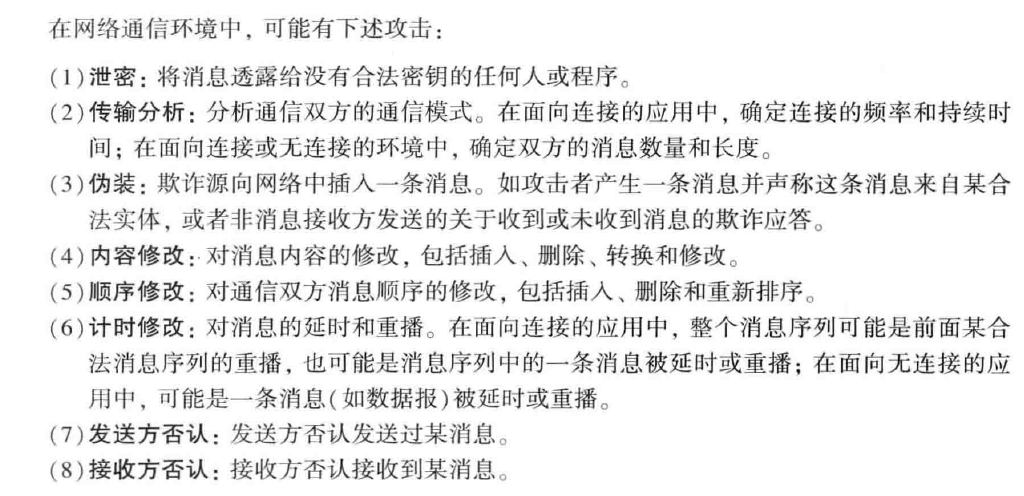 在网络通信环境中，可能有下述攻击：
(1) 泄密：将消息透露给没有合法密钥的任何人或程序。
(2) 传输分析：分析通信双方的通信模式。在面向连接的应用中，确定连接的频率和持续时
间；在面向连接或无连接的环境中，确定双方的消息数量和长度。
(3) 伪装：欺诈源向网络中插入一条消息。如攻击者产生一条消息并声称这条消息来自某合
法实体，或者非消息接收方发送的关于收到或未收到消息的欺诈应答。
(4) 内容修改：对消息内容的修改，包括插入、删除、转换和修改。
(5) 顺序修改：对通信双方消息顺序的修改，包括插入、删除和重新排序。
(6) 计时修改：对消息的延时和重播。在面向连接的应用中，整个消息序列可能是前面某合
法消息序列的重播，也可能是消息序列中的一条消息被延时或重播；在面向无连接的应
用中，可能是一条消息(如数据报)被延时或重播。
(7) 发送方否认：发送方否认发送过某消息。
(8) 接收方否认：接收方否认接收到某消息。